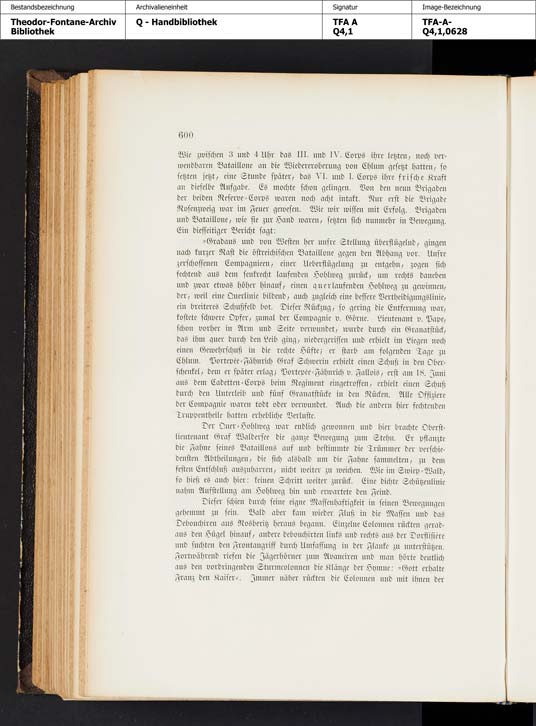 Bestandsbezeichnung Archivalieneinheit Signatur Image-Bezeichnung
Theodor-Fontane-Archiv Q - Handbibliothek TFA A TFA-A-
Bibliothek Q4,1 Q4,1,0628
600
Wie zwischen 3 und 4 Uhr das III. und IV. Corps ihre letzten, noch ver-
wendbaren Bataillone an die Wiedereroberung von Chlum gesetzt hatten, so
setzten jetzt, eine Stunde später, das VI. und I. Corps ihre frische Kraft
an dieselbe Aufgabe. Es mochte schon gelingen. Von den neun Brigaden
der beiden Reserve-Corps waren noch acht intakt. Nur erst die Brigade
Rosenzweig war im Feuer gewesen. Wie wir wissen mit Erfolg. Brigaden
und Bataillone, wie sie zur Hand waren, setzten sich nunmehr in Bewegung.
Ein diesseitiger Bericht sagt:
»Gradaus und von Westen her unsre Stellung überflügelnd, gingen
nach kurzer Rast die östreichischen Bataillone gegen den Abhang vor. Unsre
zerschossenen Compagnieen, einer Ueberflügelung zu entgehn, zogen sich
fechtend aus dem senkrecht laufenden Hohlweg zurück, um rechts daneben
und zwar etwas höher hinauf, einen querlaufenden Hohlweg zu gewinnen,
der, weil eine Querlinie bildend, auch zugleich eine bessere Vertheidigungslinie,
ein breiteres Schußfeld bot. Dieser Rückzug, so gering die Entfernung war,
kostete schwere Opfer, zumal der Compagnie v. Görne. Lieutenant v. Pape,
schon vorher in Arm und Seite verwundet, wurde durch ein Granatstück,
das ihm quer durch den Leib ging, niedergerissen und erhielt im Liegen noch
einen Gewehrschuß in die rechte Hüfte; er starb am folgenden Tage zu
Chlum. Portepee-Fähnrich Graf Schwerin erhielt einen Schuß in den Ober-
schenkel, dem er später erlag; Portepee-Fähnrich v. Fallois, erst am 18. Juni
aus dem Cadetten-Corps beim Regiment eingetroffen, erhielt einen Schuß
durch den Unterleib und fünf Granatstücke in den Rücken. Alle Offiziere
der Compagnie waren todt oder verwundet. Auch die andern hier fechtenden
Truppentheile hatten erhebliche Verluste.
Der Quer-Hohlweg war endlich gewonnen und hier brachte Oberst-
lieutenant Graf Waldersee die ganze Bewegung zum Stehn. Er pflanzte
die Fahne seines Bataillons auf und bestimmte die Trümmer der verschie-
densten Abtheilungen, die sich alsbald um die Fahne sammelten, zu dem
festen Entschluß auszuharren, nicht weiter zu weichen. Wie im Swiep-Wald,
so hieß es auch hier: keinen Schritt weiter zurück. Eine dichte Schützenlinie
nahm Aufstellung am Hohlweg hin und erwartete den Feind.
Dieser schien durch seine eigne Massenhaftigkeit in seinen Bewegungen
gehemmt zu sein. Bald aber kam wieder Fluß in die Massen und das
Debouchiren aus Rosberitz heraus begann. Einzelne Colonnen rückten gerad-
aus den Hügel hinauf, andere debouchirten links und rechts aus der Dorflisière
und suchten den Frontangriff durch Umfassung in der Flanke zu unterstützen.
Fortwährend riefen die Jägerhörner zum Avanciren und man hörte deutlich
aus den vordringenden Sturmcolonnen die Klänge der Hymne: »Gott erhalte
Franz den Kaiser«. Immer näher rückten die Colonnen und mit ihnen der